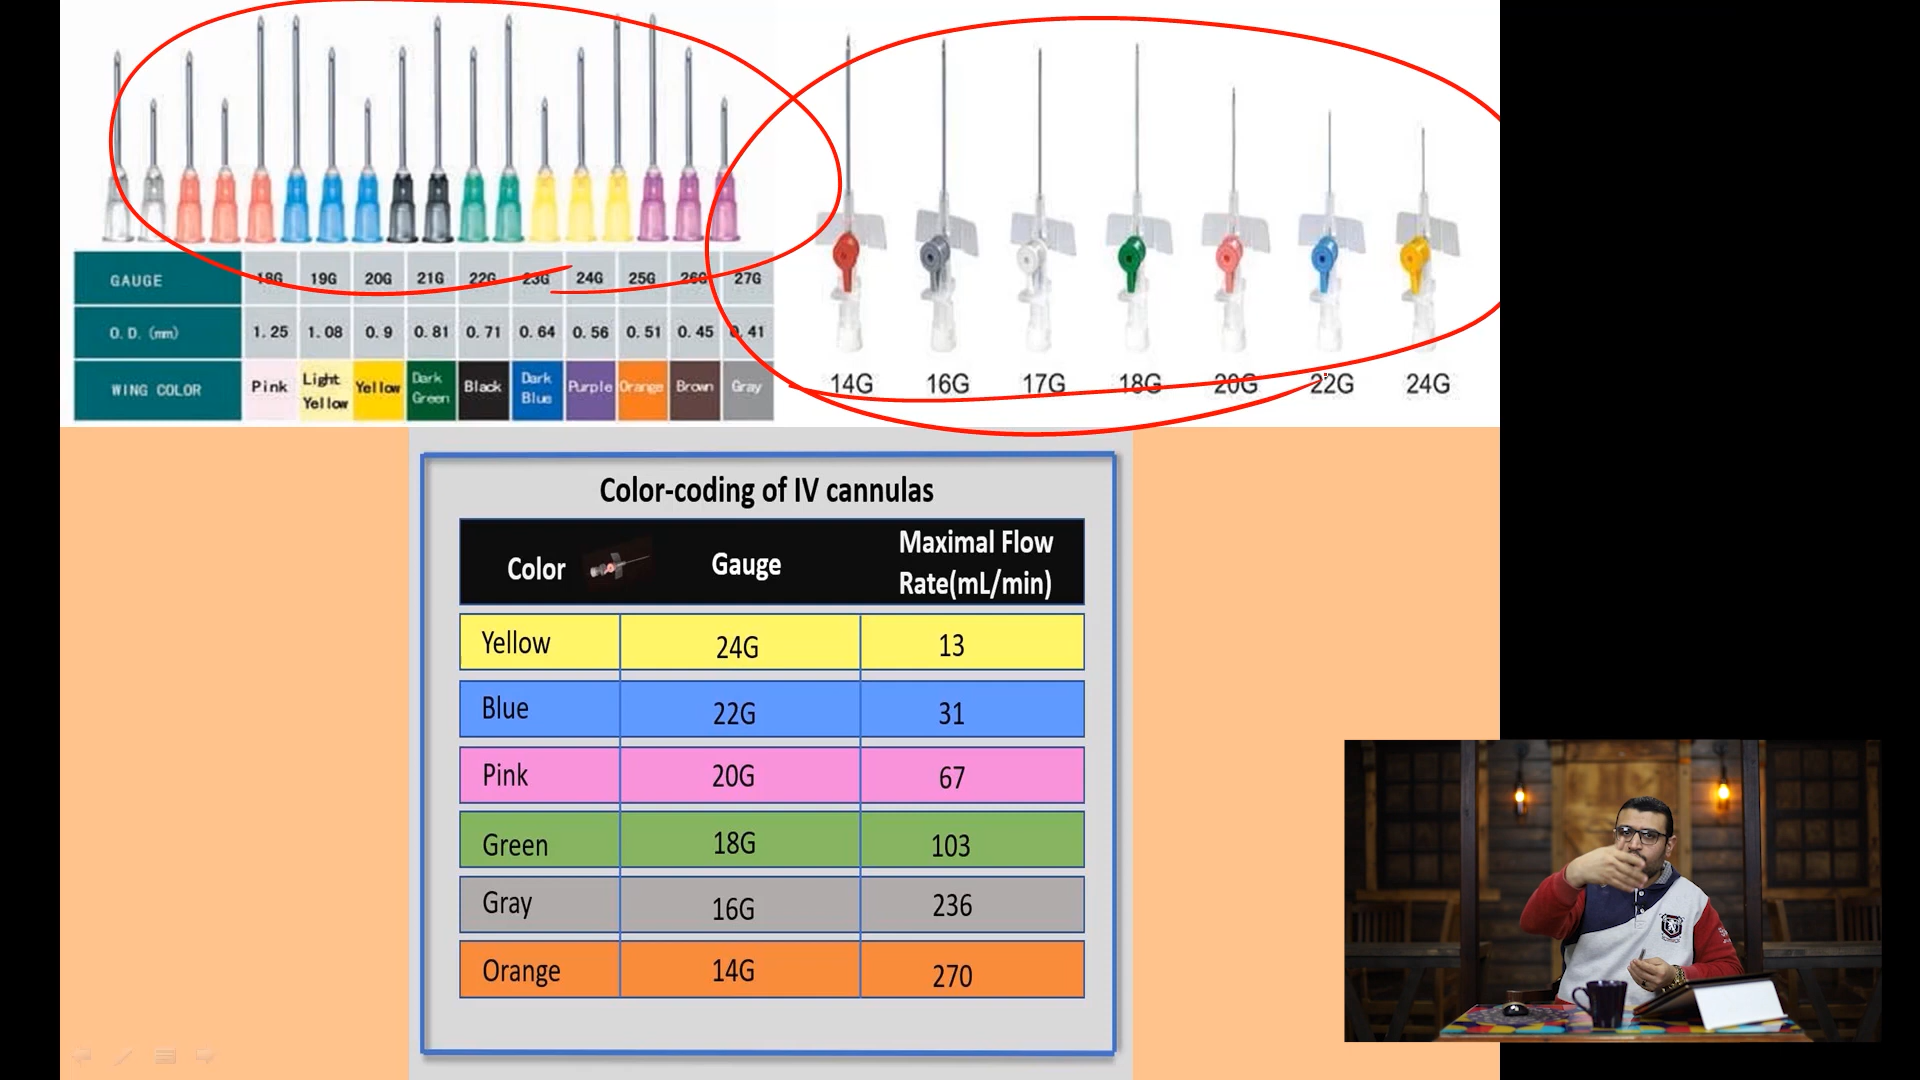 GAUGE 18G 19G 20G 21G 22G 23G 24G 25G 26G 27G
O.D. (mm) 1.25 1.08 0.9 0.81 0.71 0.64 0.56 0.51 0.45 0.41
WING COLOR Pink Light Yellow Yellow Dark Green Black Dark Blue Purple Orange Brown Gray
14G 16G 17G 18G 20G 22G 24G
Color-coding of IV cannulas
Color Gauge Maximal Flow Rate(mL/min)
Yellow 24G 13
Blue 22G 31
Pink 20G 67
Green 18G 103
Gray 16G 236
Orange 14G 270